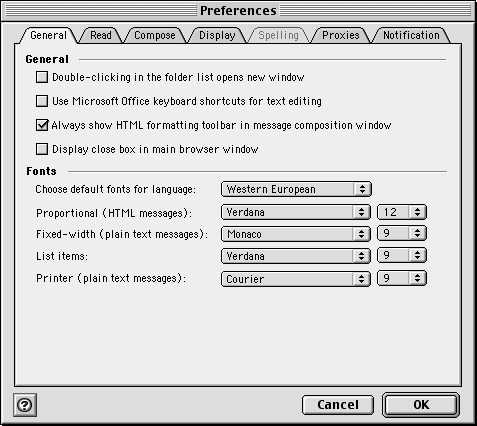 Preferences
General Read Compose Display Spelling Proxies Notification
General
Double-clicking in the folder list opens new window
Use Microsoft Office keyboard shortcuts for text editing
Always show HTML formatting toolbar in message composition window
Display close box in main browser window
Fonts
Choose default fonts for language: Western European
Proportional (HTML messages): Verdana 12
Fixed-width (plain text messages): Monaco 9
List items: Verdana 9
Printer (plain text messages): Courier 9
? Cancel OK